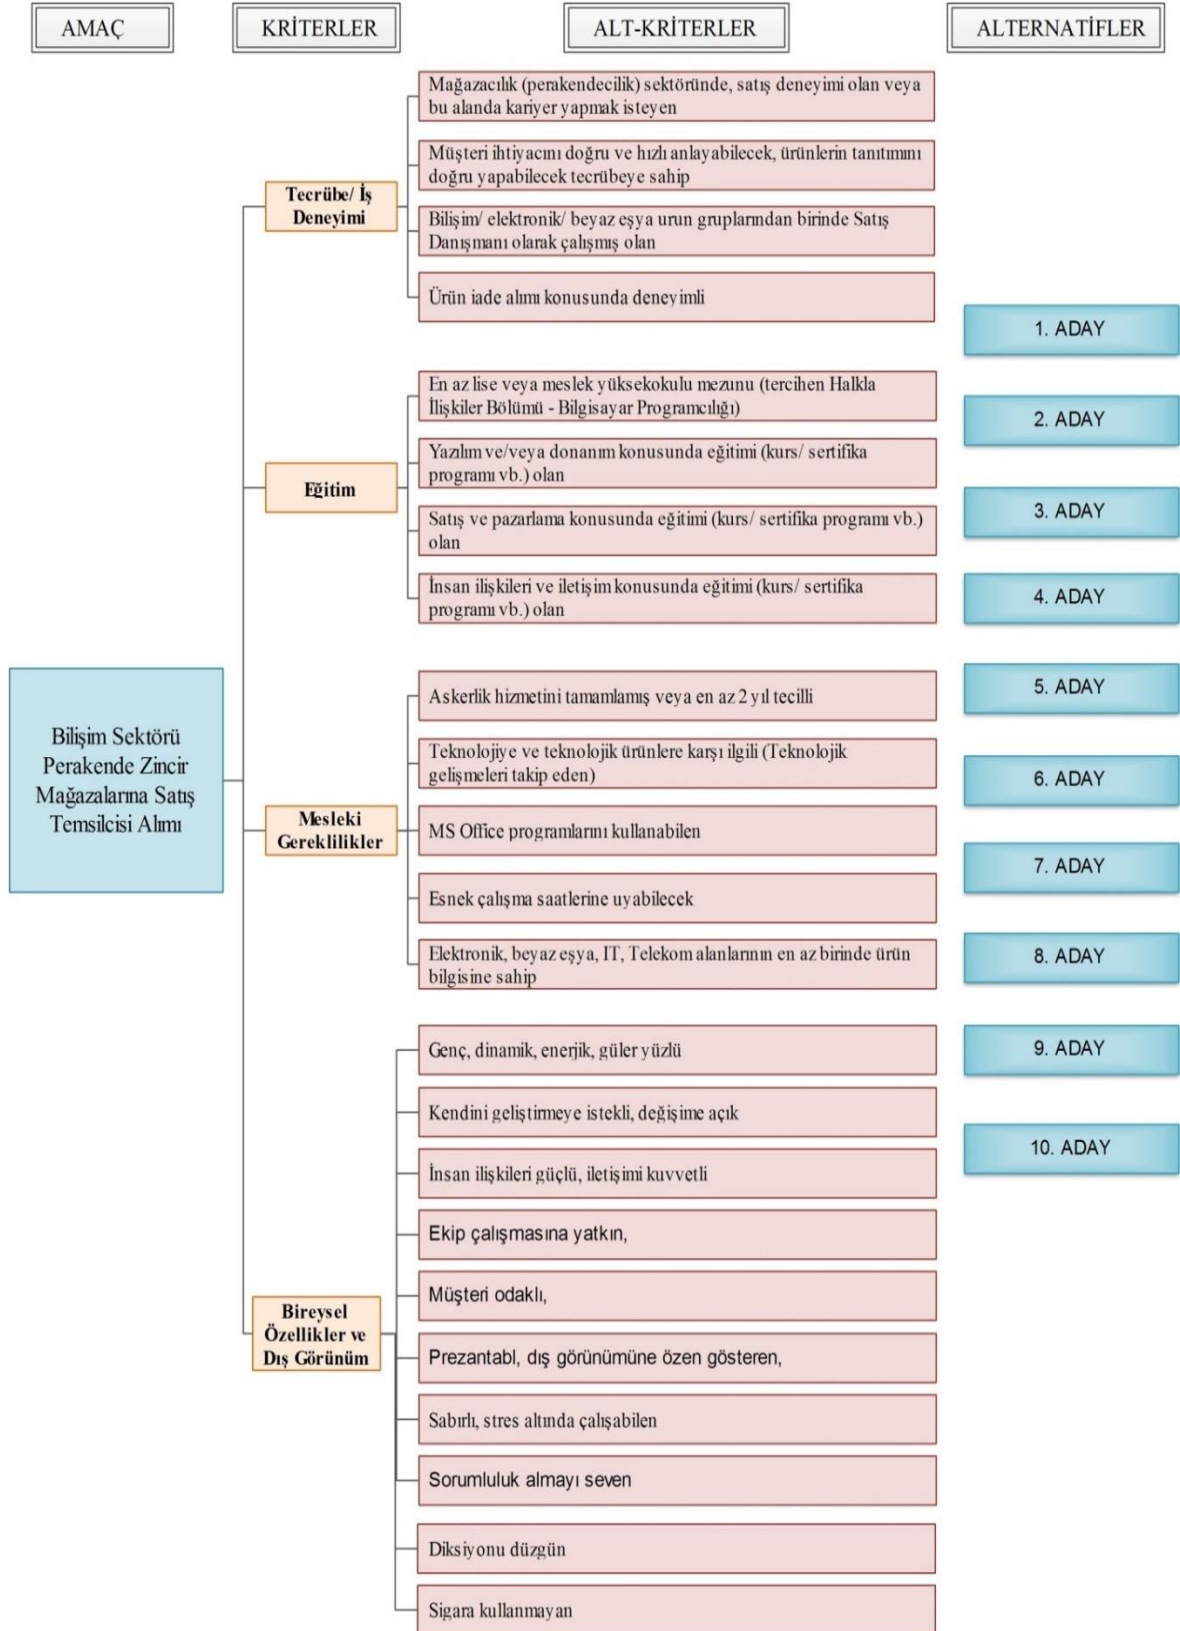 AMAÇ
KRİTERLER
ALT-KRİTERLER
ALTERNATİFLER
Bilişim Sektörü
Perakende Zincir
Mağazalarına Satış
Temsilcisi Alımı
Tecrübe/ İş
Deneyimi
Mağazacılık (perakendecilik) sektöründe, satış deneyimi olan veya
bu alanda kariyer yapmak isteyen
Müşteri ihtiyacını doğru ve hızlı anlayabilecek, ürünlerin tanıtımını
doğru yapabilecek tecrübeye sahip
Bilişim/ elektronik/ beyaz eşya urun gruplarından birinde Satış
Danışmanı olarak çalışmış olan
Ürün iade alımı konusunda deneyimli
Eğitim
En az lise veya meslek yüksekokulu mezunu (tercihen Halkla
İlişkiler Bölümü - Bilgisayar Programcılığı)
Yazılım ve/veya donanım konusunda eğitimi (kurs/ sertifika
programı vb.) olan
Satış ve pazarlama konusunda eğitimi (kurs/ sertifika programı vb.)
olan
İnsan ilişkileri ve iletişim konusunda eğitimi (kurs/ sertifika
programı vb.) olan
Mesleki
Gereklilikler
Askerlik hizmetini tamamlamış veya en az 2 yıl tecilli
Teknolojiye ve teknolojik ürünlere karşı ilgili (Teknolojik
gelişmeleri takip eden)
MS Office programlarını kullanabilen
Esnek çalışma saatlerine uyabilecek
Elektronik, beyaz eşya, IT, Telekom alanlarının en az birinde ürün
bilgisine sahip
Bireysel
Özellikler ve
Dış Görünüm
Genç, dinamik, enerjik, güler yüzlü
Kendini geliştirmeye istekli, değişime açık
İnsan ilişkileri güçlü, iletişimi kuvvetli
Ekip çalışmasına yatkın,
Müşteri odaklı,
Prezantabl, dış görünümüne özen gösteren,
Sabırlı, stres altında çalışabilen
Sorumluluk almayı seven
Diksiyonu düzgün
Sigara kullanmayan
1. ADAY
2. ADAY
3. ADAY
4. ADAY
5. ADAY
6. ADAY
7. ADAY
8. ADAY
9. ADAY
10. ADAY